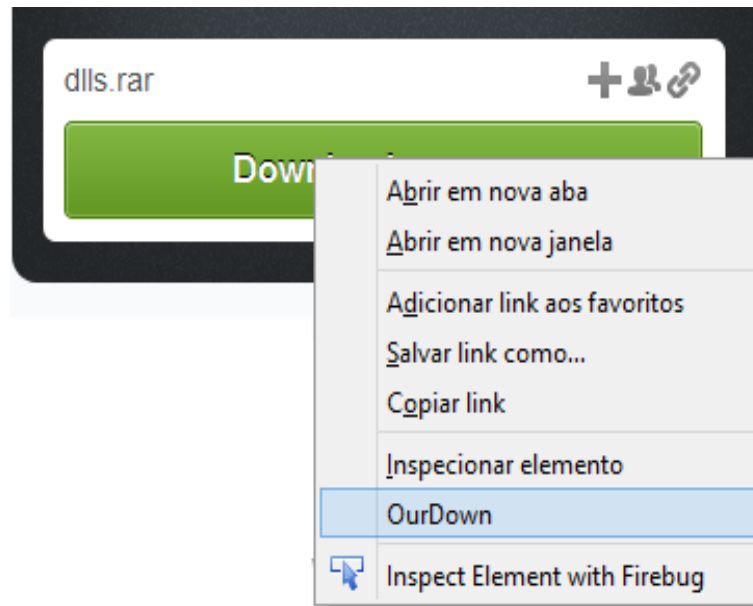 dlls.rar
Abrir em nova aba
Abrir em nova janela
Adicionar link aos favoritos
Salvar link como...
Copiar link
Inspecionar elemento
OurDown
Inspect Element with Firebug